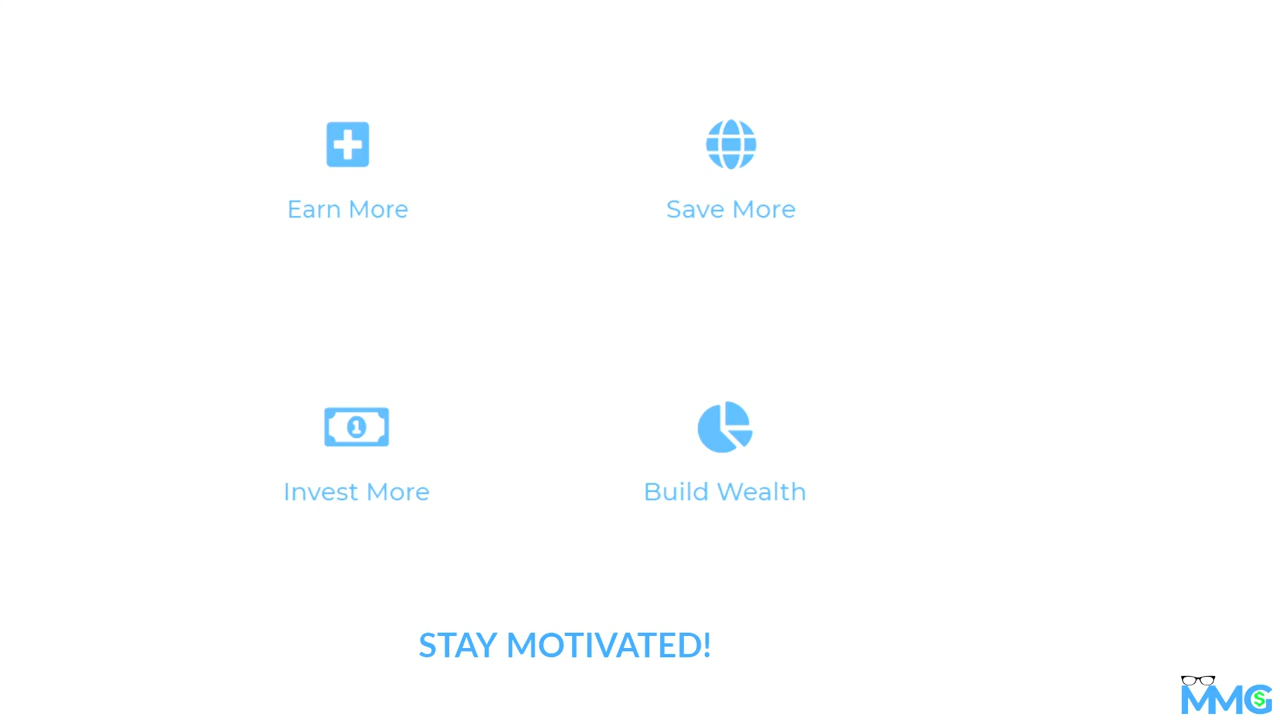 Earn More
Save More
Invest More
Build Wealth
STAY MOTIVATED!
MMG